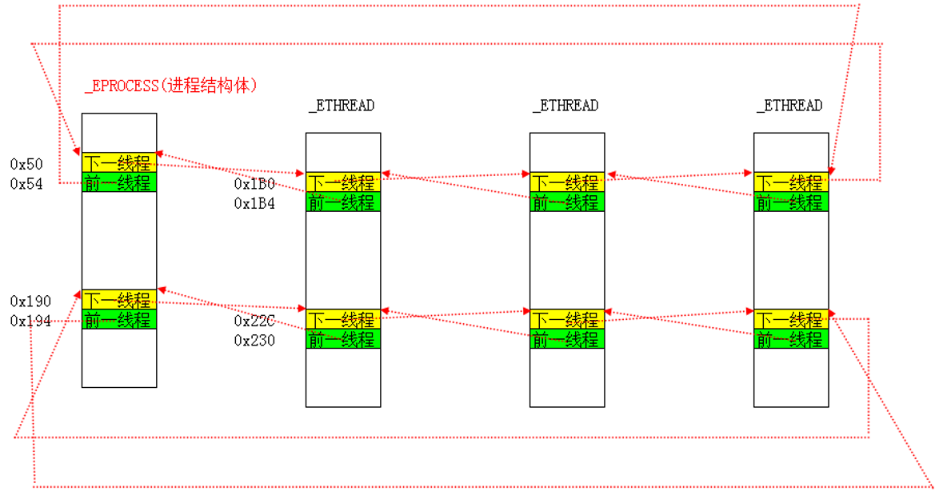 _EPROCESS(进程结构体)
_ETHREAD
_ETHREAD
_ETHREAD
0x50
下一线程
0x54
前一线程
0x1B0
下一线程
下一线程
下一线程
0x1B4
前一线程
前一线程
前一线程
0x190
下一线程
0x194
前一线程
0x22C
下一线程
下一线程
下一线程
0x230
前一线程
前一线程
前一线程